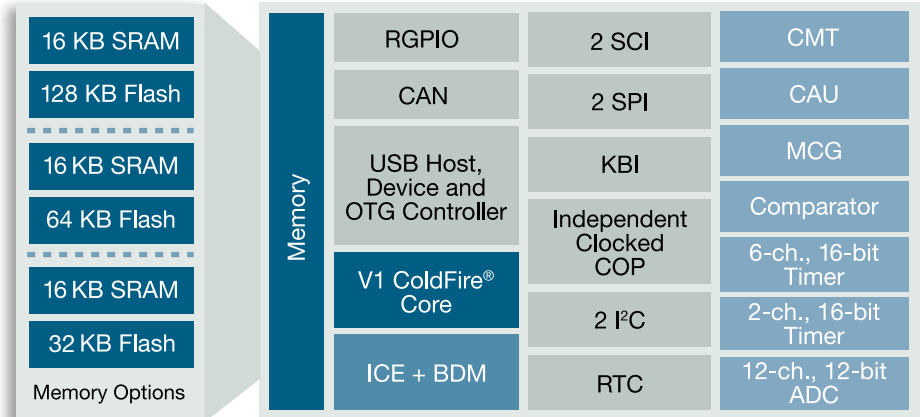 16 KB SRAM
128 KB Flash
16 KB SRAM
64 KB Flash
16 KB SRAM
32 KB Flash
Memory Options
Memory
RGPIO
CAN
USB Host,
Device and
OTG Controller
V1 ColdFire®
Core
ICE + BDM
2 SCI
2 SPI
KBI
Independent
Clocked
COP
2 I²C
RTC
CMT
CAU
MCG
Comparator
6-ch., 16-bit
Timer
2-ch., 16-bit
Timer
12-ch., 12-bit
ADC